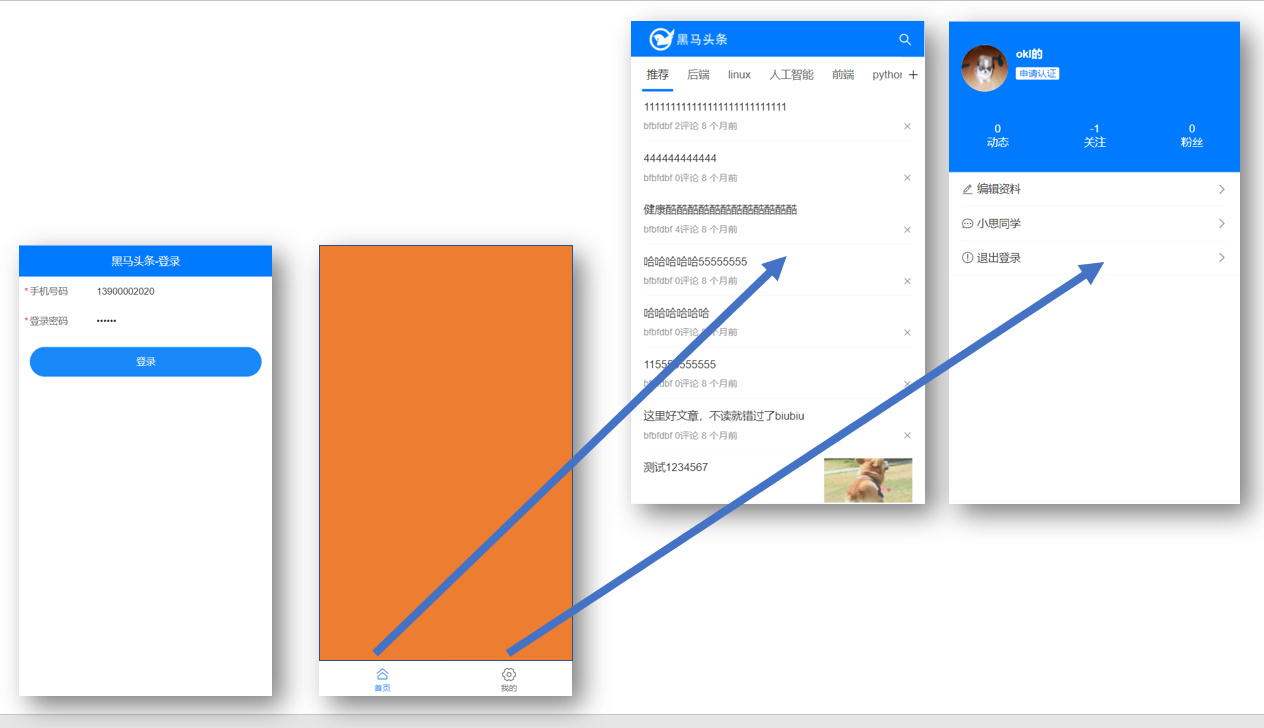 黑马头条-登录
*手机号码 13900002020
*登录密码 ••••••
登录
首页 我的
黑马头条
推荐 后端 linux 人工智能 前端 pythor
111111111111111111111111111
bfbfdbf 2评论 8 个月前
444444444444
bfbfdbf 0评论 8 个月前
健康酷酷酷酷酷酷酷酷酷酷酷酷
bfbfdbf 4评论 8 个月前
哈哈哈哈哈55555555
bfbfdbf 0评论 8 个月前
哈哈哈哈哈哈
bfbfdbf 0评论 8 个月前
115555555555
bfbfdbf 0评论 8 个月前
这里好文章，不读就错过了biubiu
bfbfdbf 0评论 8 个月前
测试1234567
okl的
申请认证
0 -1 0
动态 关注 粉丝
编辑资料
小思同学
退出登录